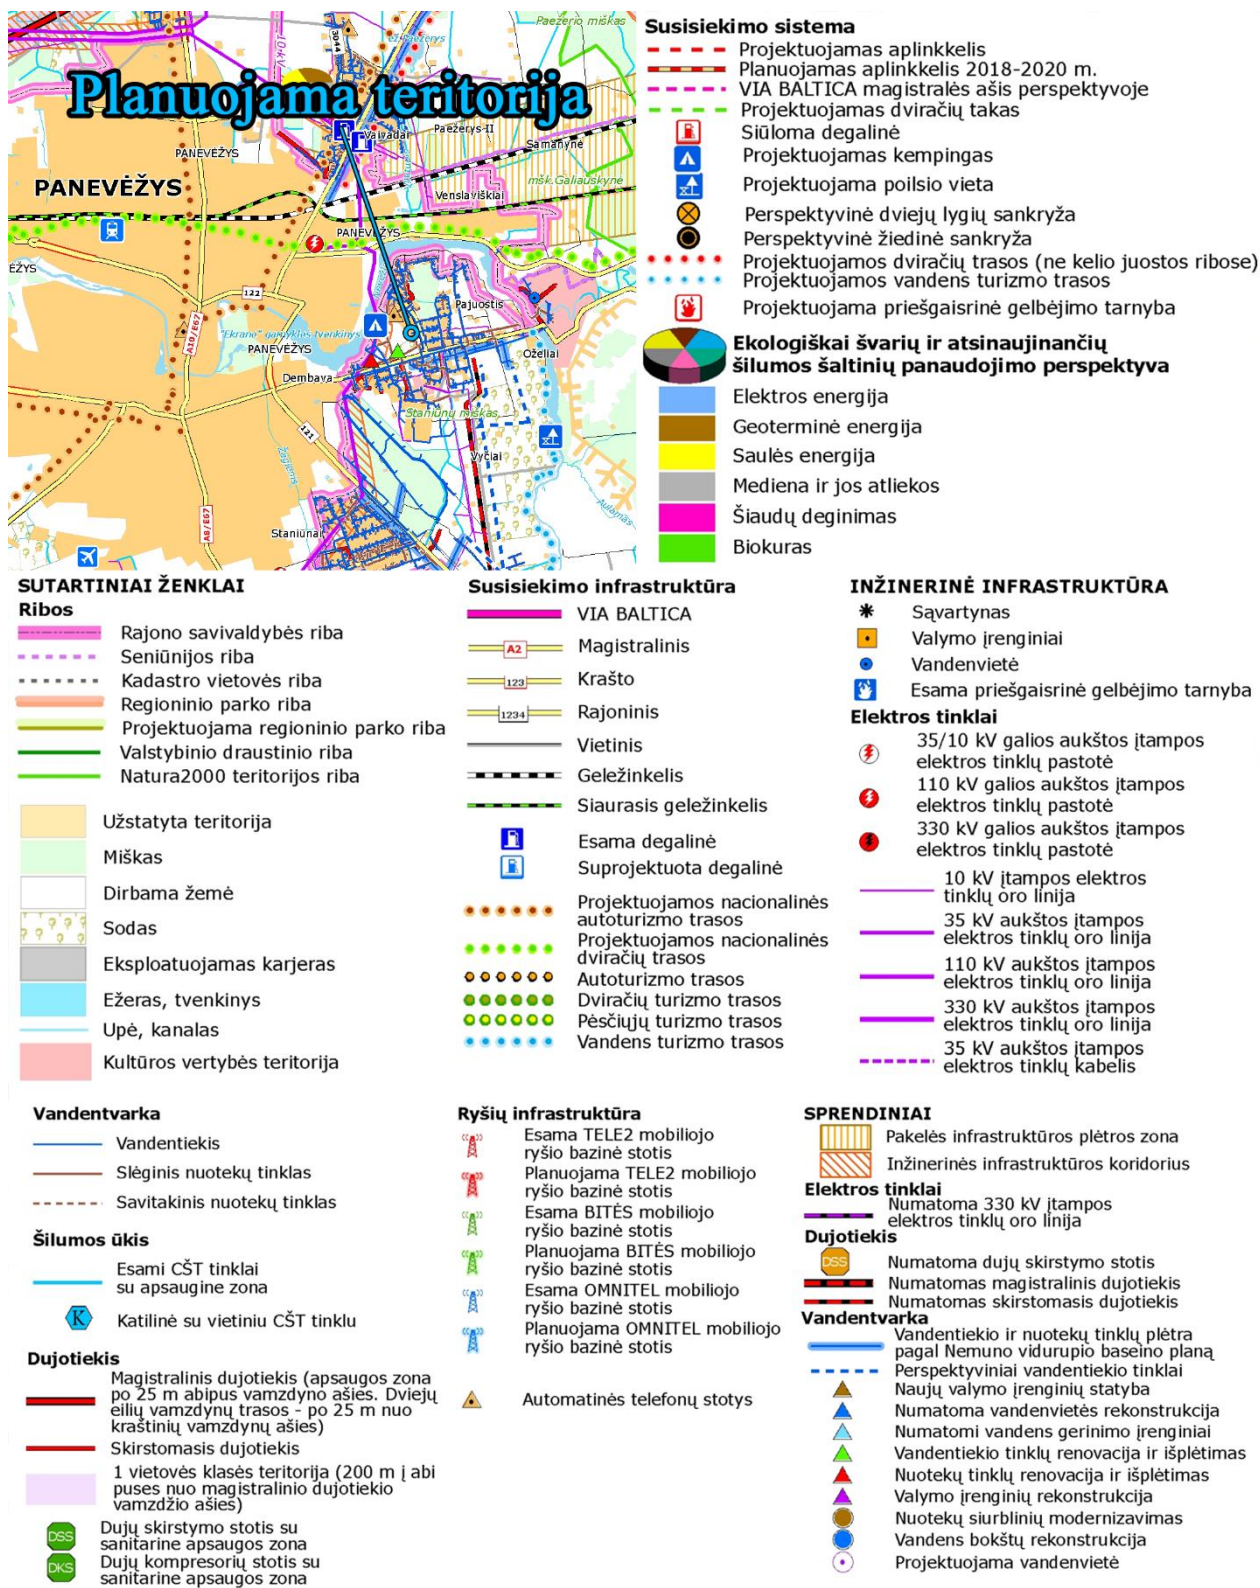 Planuojama teritorija
3044
10 kV
Paežerio miškas
ež. Paežerys
PANEVĖŽYS
Vaivadai
Paežerys-II
Samanynė
mšk. Galiauskynė
PANEVĖŽYS
Venslaviškiai
PANEVĖŽYS
ĖŽYS
122
A10/E67
Pajuostis
"Ekrano" gamyklos tvenkinys
PANEVĖŽYS
Oželiai
Dembava
Staniūnų miškas
121
Vyčiai
Žagienis
A8/E67
Staniūnai
Susisiekimo sistema
Projektuojamas aplinkkelis
Planuojamas aplinkkelis 2018-2020 m.
VIA BALTICA magistralės ašis perspektyvoje
Projektuojamas dviračių takas
Siūloma degalinė
Projektuojamas kempingas
Projektuojama poilsio vieta
Perspektyvinė dviejų lygių sankryža
Perspektyvinė žiedinė sankryža
Projektuojamos dviračių trasos (ne kelio juostos ribose)
Projektuojamos vandens turizmo trasos
Projektuojama priešgaisrinė gelbėjimo tarnyba
Ekologiškai švarių ir atsinaujinančių
šilumos šaltinių panaudojimo perspektyva
Elektros energija
Geoterminė energija
Saulės energija
Mediena ir jos atliekos
Šiaudų deginimas
Biokuras
SUTARTINIAI ŽENKLAI
Ribos
Rajono savivaldybės riba
Seniūnijos riba
Kadastro vietovės riba
Regioninio parko riba
Projektuojama regioninio parko riba
Valstybinio draustinio riba
Natura2000 teritorijos riba
Užstatyta teritorija
Miškas
Dirbama žemė
Sodas
Eksploatuojamas karjeras
Ežeras, tvenkinys
Upė, kanalas
Kultūros vertybės teritorija
Susisiekimo infrastruktūra
VIA BALTICA
A2 Magistralinis
123 Krašto
1234 Rajoninis
Vietinis
Geležinkelis
Siaurasis geležinkelis
Esama degalinė
Suprojektuota degalinė
Projektuojamos nacionalinės
autoturizmo trasos
Projektuojamos nacionalinės
dviračių trasos
Autoturizmo trasos
Dviračių turizmo trasos
Pėsčiųjų turizmo trasos
Vandens turizmo trasos
INŽINERINĖ INFRASTRUKTŪRA
Sąvartynas
Valymo įrenginiai
Vandenvietė
Esama priešgaisrinė gelbėjimo tarnyba
Elektros tinklai
35/10 kV galios aukštos įtampos
elektros tinklų pastotė
110 kV galios aukštos įtampos
elektros tinklų pastotė
330 kV galios aukštos įtampos
elektros tinklų pastotė
10 kV įtampos elektros
tinklų oro linija
35 kV aukštos įtampos
elektros tinklų oro linija
110 kV aukštos įtampos
elektros tinklų oro linija
330 kV aukštos įtampos
elektros tinklų oro linija
35 kV aukštos įtampos
elektros tinklų kabelis
Vandentvarka
Vandentiekis
Slėginis nuotekų tinklas
Savitakinis nuotekų tinklas
Šilumos ūkis
Esami CŠT tinklai
su apsaugine zona
K Katilinė su vietiniu CŠT tinklu
Dujotiekis
Magistralinis dujotiekis (apsaugos zona
po 25 m abipus vamzdyno ašies. Dviejų
eilių vamzdynų trasos - po 25 m nuo
kraštinių vamzdynų ašies)
Skirstomasis dujotiekis
1 vietovės klasės teritorija (200 m į abi
puses nuo magistralinio dujotiekio
vamzdžio ašies)
DSS Dujų skirstymo stotis su
sanitarine apsaugos zona
DKS Dujų kompresorių stotis su
sanitarine apsaugos zona
Ryšių infrastruktūra
Esama TELE2 mobiliojo
ryšio bazinė stotis
Planuojama TELE2 mobiliojo
ryšio bazinė stotis
Esama BITĖS mobiliojo
ryšio bazinė stotis
Planuojama BITĖS mobiliojo
ryšio bazinė stotis
Esama OMNITEL mobiliojo
ryšio bazinė stotis
Planuojama OMNITEL mobiliojo
ryšio bazinė stotis
Automatinės telefonų stotys
SPRENDINIAI
Pakelės infrastruktūros plėtros zona
Inžinerinės infrastruktūros koridorius
Elektros tinklai
Numatoma 330 kV įtampos
elektros tinklų oro linija
Dujotiekis
DSS Numatoma dujų skirstymo stotis
Numatomas magistralinis dujotiekis
Numatomas skirstomasis dujotiekis
Vandentvarka
Vandentiekio ir nuotekų tinklų plėtra
pagal Nemuno vidurupio baseino planą
Perspektyviniai vandentiekio tinklai
Naujų valymo įrenginių statyba
Numatoma vandenvietės rekonstrukcija
Numatomi vandens gerinimo įrenginiai
Vandentiekio tinklų renovacija ir išplėtimas
Nuotekų tinklų renovacija ir išplėtimas
Valymo įrenginių rekonstrukcija
Nuotekų siurblinių modernizavimas
Vandens bokštų rekonstrukcija
Projektuojama vandenvietė